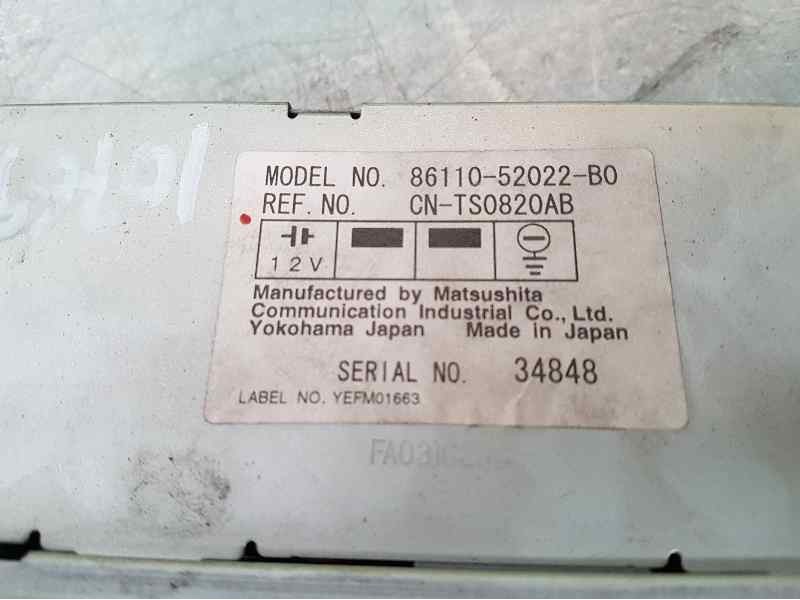 MODEL NO. 86110-52022-B0
REF. NO. CN-TS0820AB
12V
Manufactured by Matsushita
Communication Industrial Co., Ltd.
Yokohama Japan Made in Japan
SERIAL NO. 34848
LABEL NO. YEFM01663